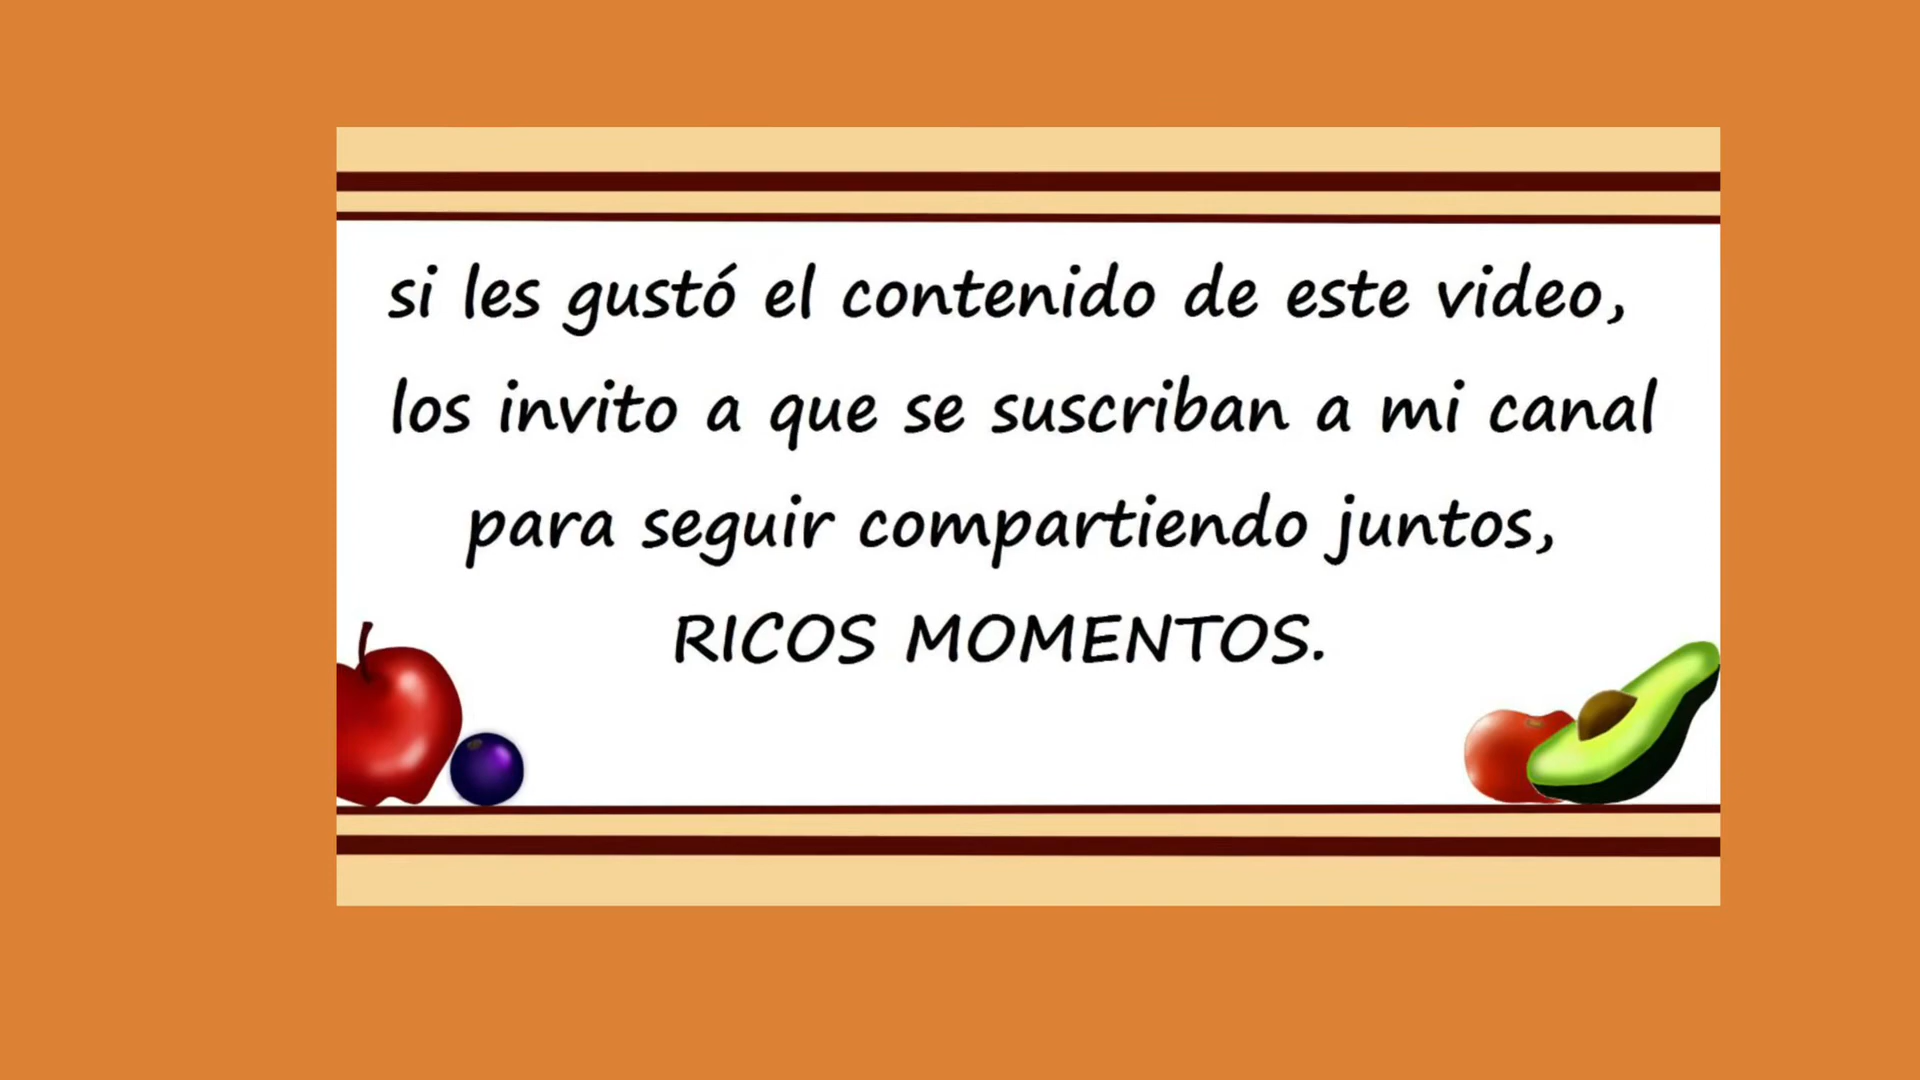 si les gustó el contenido de este video,
los invito a que se suscriban a mi canal
para seguir compartiendo juntos,
RICOS MOMENTOS.